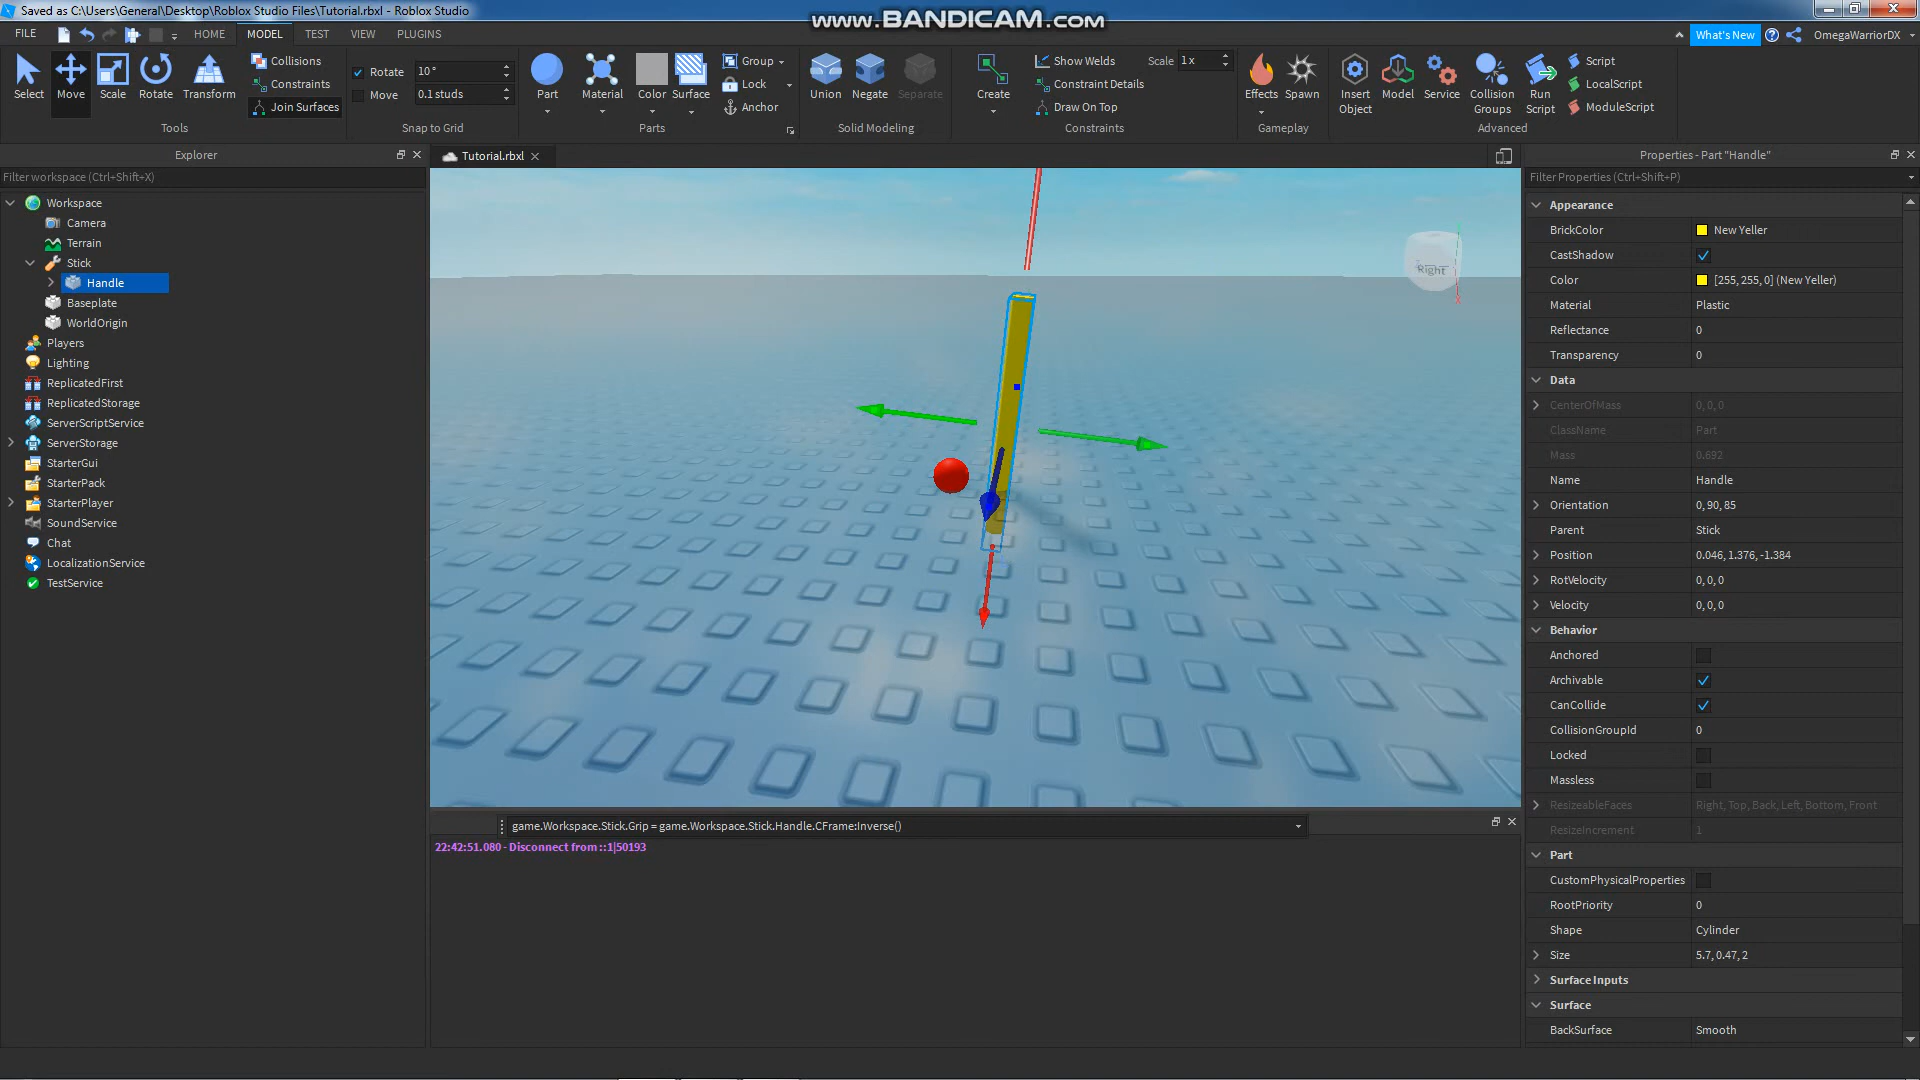 Saved as C:\Users\General\Desktop\Roblox Studio Files\Tutorial.rbxl - Roblox Studio
www.BANDICAM.com
FILE HOME MODEL TEST VIEW PLUGINS What's New OmegaWarriorDX
Select Move Scale Rotate Transform
Collisions
Constraints
Join Surfaces
Tools
Rotate 10°
Move 0.1 studs
Snap to Grid
Part Material Color Surface
Group
Lock
Anchor
Parts
Union Negate Separate
Solid Modeling
Create
Show Welds Scale 1x
Constraint Details
Draw On Top
Constraints
Effects Spawn
Gameplay
Insert Object Model Service Collision Groups Run Script
Script
LocalScript
ModuleScript
Advanced
Explorer
Filter workspace (Ctrl+Shift+X)
Workspace
Camera
Terrain
Stick
Handle
Baseplate
WorldOrigin
Players
Lighting
ReplicatedFirst
ReplicatedStorage
ServerScriptService
ServerStorage
StarterGui
StarterPack
StarterPlayer
SoundService
Chat
LocalizationService
TestService
Tutorial.rbxl
Right
X
game.Workspace.Stick.Grip = game.Workspace.Stick.Handle.CFrame:Inverse()
22:42:51.080 - Disconnect from ::1|50193
Properties - Part "Handle"
Filter Properties (Ctrl+Shift+P)
Appearance
BrickColor New Yeller
CastShadow
Color [255, 255, 0] (New Yeller)
Material Plastic
Reflectance 0
Transparency 0
Data
CenterOfMass 0, 0, 0
ClassName Part
Mass 0.692
Name Handle
Orientation 0, 90, 85
Parent Stick
Position 0.046, 1.376, -1.384
RotVelocity 0, 0, 0
Velocity 0, 0, 0
Behavior
Anchored
Archivable
CanCollide
CollisionGroupId 0
Locked
Massless
ResizeableFaces Right, Top, Back, Left, Bottom, Front
ResizeIncrement 1
Part
CustomPhysicalProperties
RootPriority 0
Shape Cylinder
Size 5.7, 0.47, 2
Surface Inputs
Surface
BackSurface Smooth